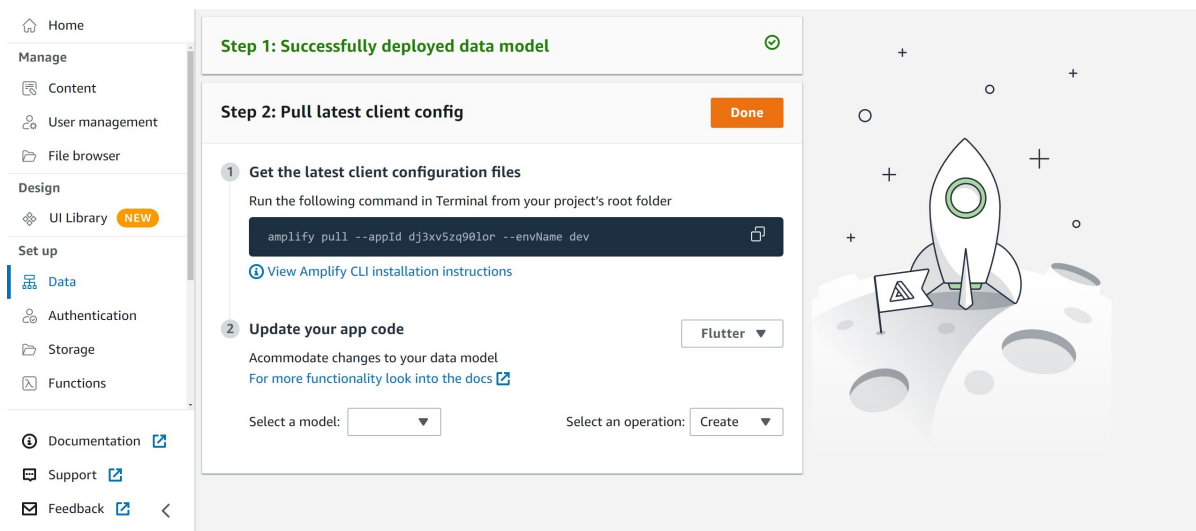 Home
Manage
Content
User management
File browser
Design
UI Library NEW
Set up
Data
Authentication
Storage
Functions
Documentation
Support
Feedback
Step 1: Successfully deployed data model
Step 2: Pull latest client config
Done
1 Get the latest client configuration files
Run the following command in Terminal from your project's root folder
amplify pull --appId dj3xv5zq90lor --envName dev
View Amplify CLI installation instructions
2 Update your app code
Flutter
Acommodate changes to your data model
For more functionality look into the docs
Select a model:
Select an operation: Create